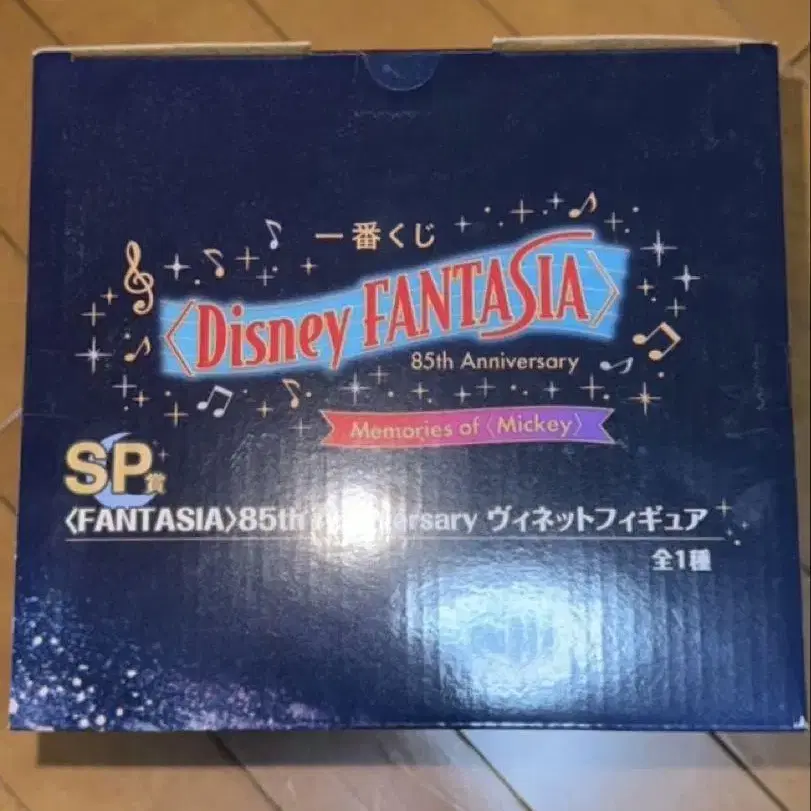 一番くじ
〈Disney FANTASIA〉
85th Anniversary
Memories of〈Mickey〉
SP賞
〈FANTASIA〉85th Anniversary ヴィネットフィギュア
全1種